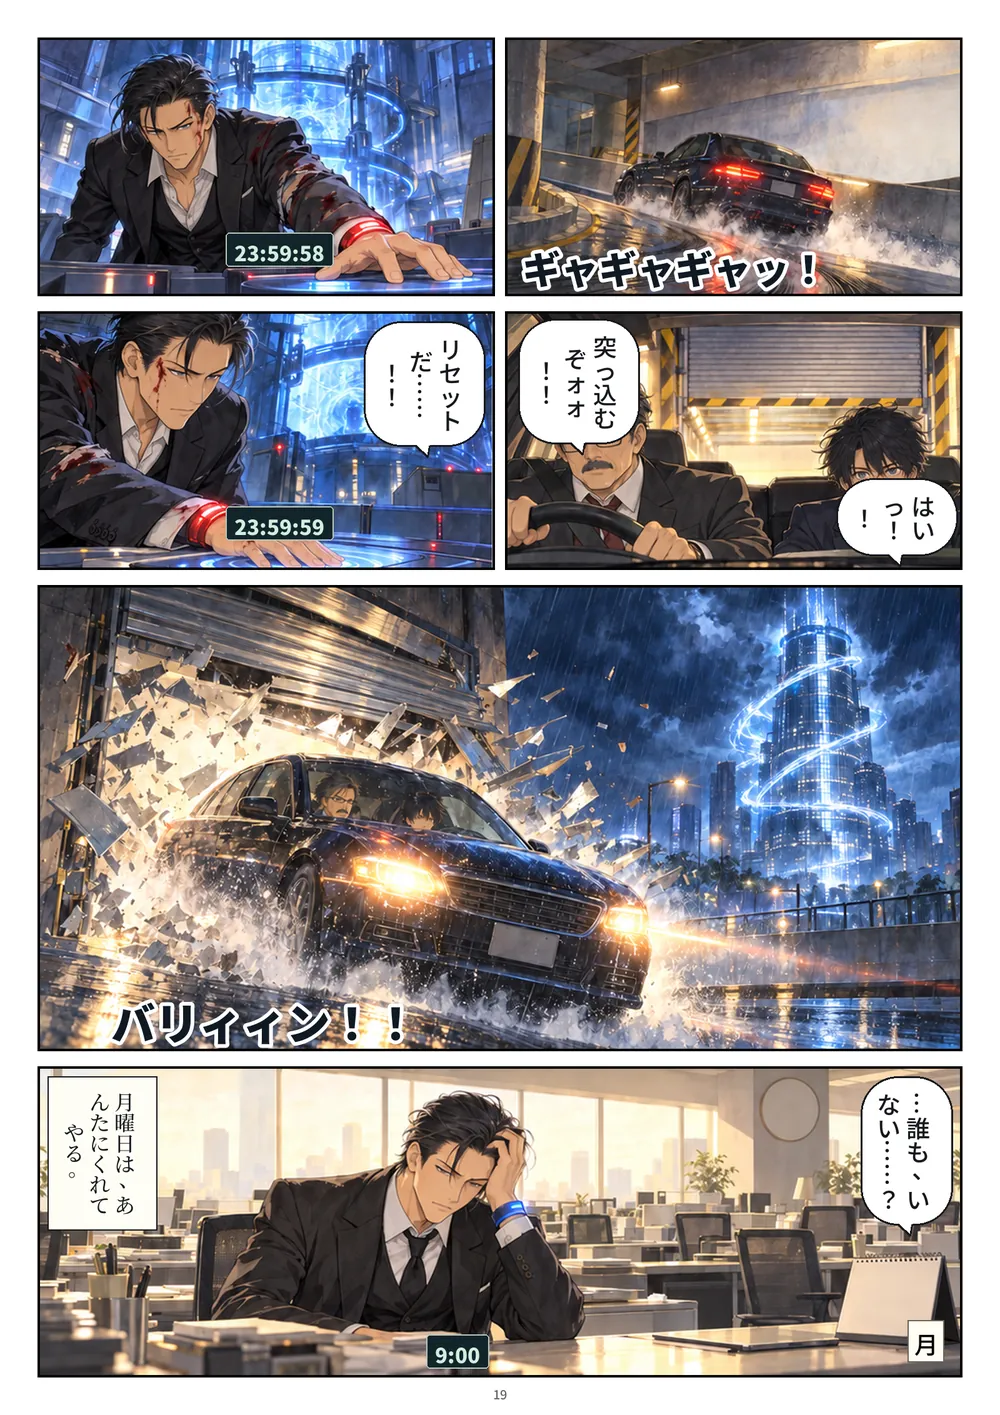 ギャギャギャッ！
23:59:58
突っ込む
ぞォォ
！！
はい
っ！
！
リセット
だ……
！！
23:59:59
バリィィン！！
…誰も、い
ない……？
月曜日は、あ
んたにくれて
やる。
月
9:00
19